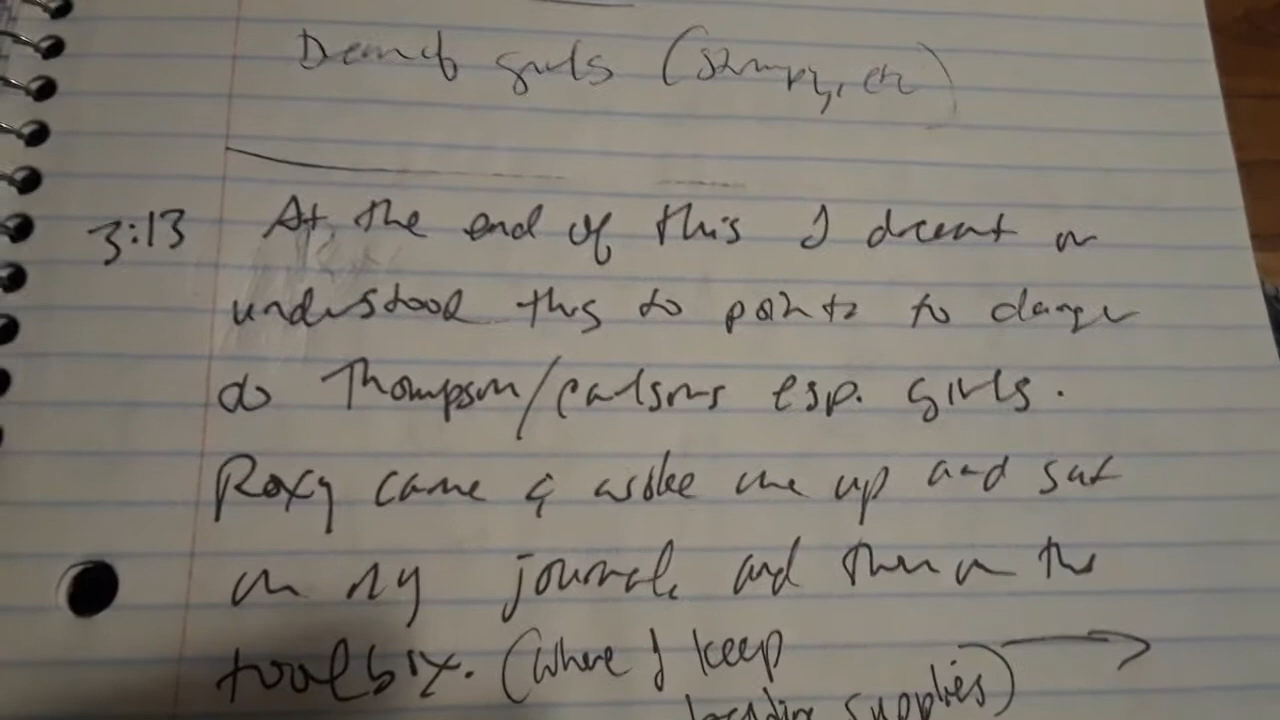 girls (
3:13 At the end of this I dreamt or
understood this to points to danger
to Thompson/Carlsons esp. girls.
Roxy came & woke me up and sat
on my journal, and then on the
toolbox. (where I keep
supplies)